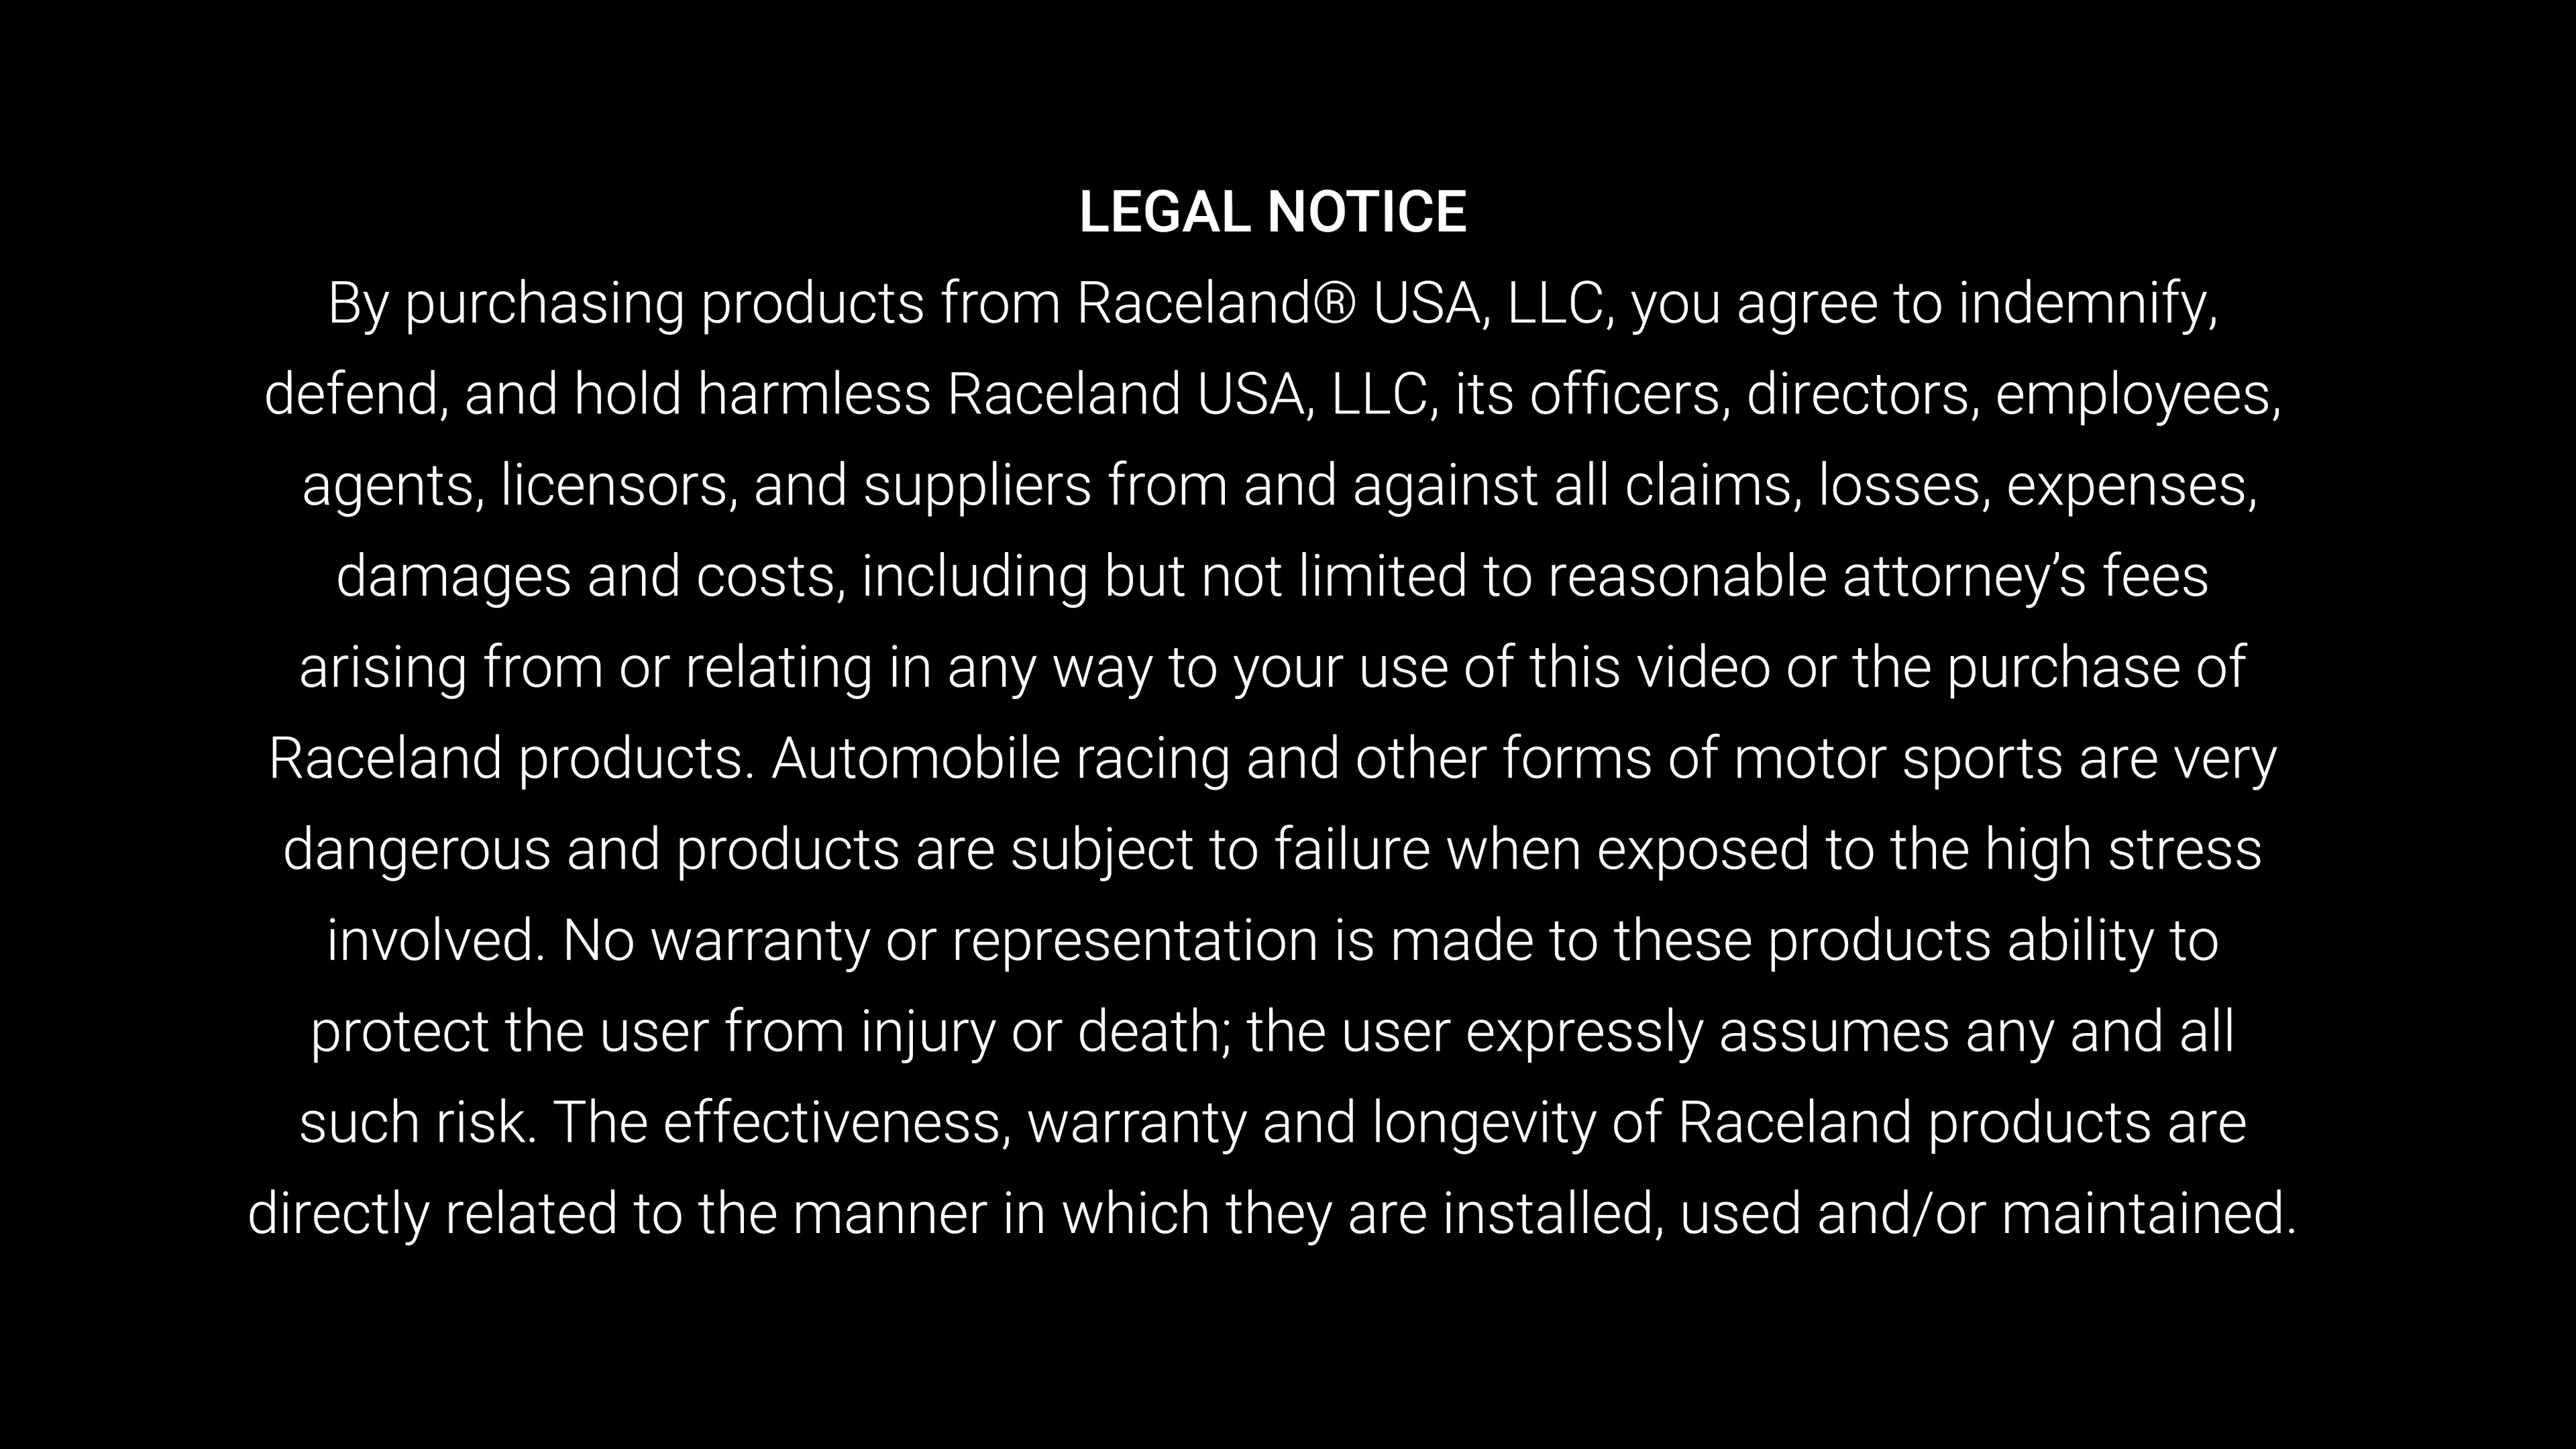 LEGAL NOTICE
By purchasing products from Raceland® USA, LLC, you agree to indemnify,
defend, and hold harmless Raceland USA, LLC, its officers, directors, employees,
agents, licensors, and suppliers from and against all claims, losses, expenses,
damages and costs, including but not limited to reasonable attorney’s fees
arising from or relating in any way to your use of this video or the purchase of
Raceland products. Automobile racing and other forms of motor sports are very
dangerous and products are subject to failure when exposed to the high stress
involved. No warranty or representation is made to these products ability to
protect the user from injury or death; the user expressly assumes any and all
such risk. The effectiveness, warranty and longevity of Raceland products are
directly related to the manner in which they are installed, used and/or maintained.